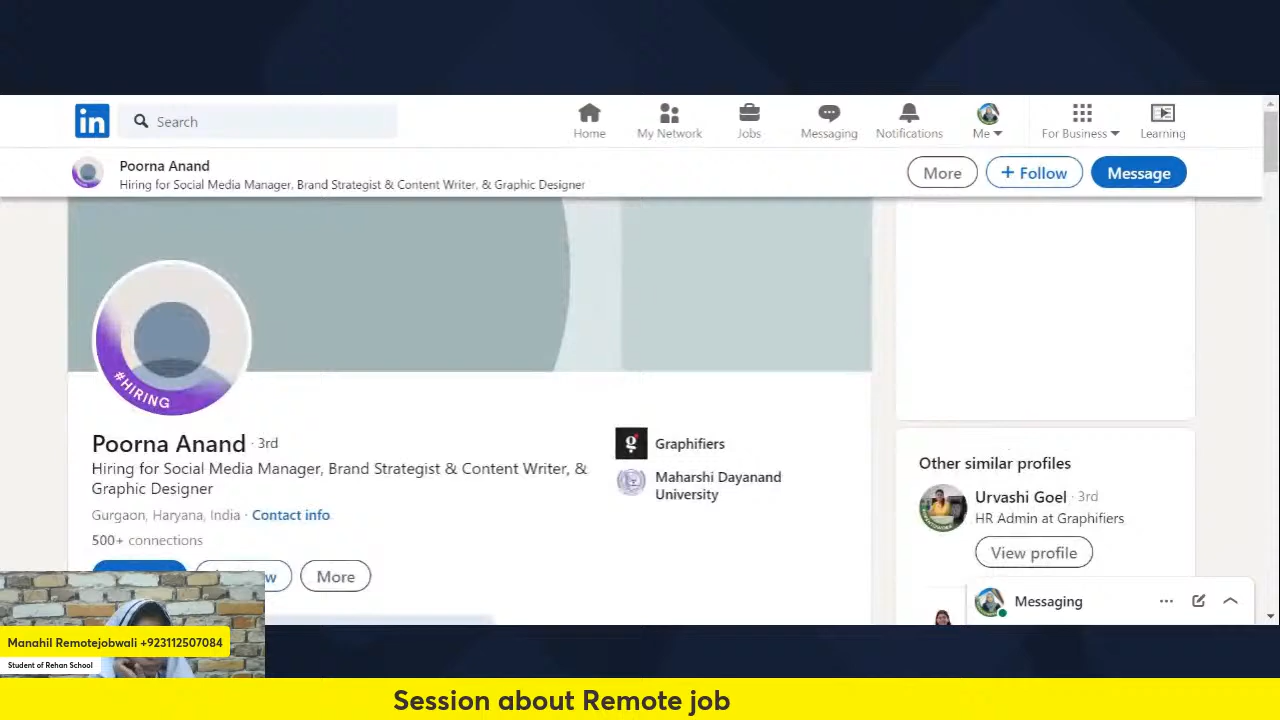 in
Search
Home
My Network
Jobs
Messaging
Notifications
Me
For Business
Learning
Poorna Anand
Hiring for Social Media Manager, Brand Strategist & Content Writer, & Graphic Designer
More
+ Follow
Message
#HIRING
Poorna Anand · 3rd
Hiring for Social Media Manager, Brand Strategist & Content Writer, &
Graphic Designer
Gurgaon, Haryana, India · Contact info
500+ connections
More
g
Graphifiers
Maharshi Dayanand
University
Other similar profiles
Urvashi Goel · 3rd
HR Admin at Graphifiers
View profile
Messaging
Manahil Remotejobwali +923112507084
Student of Rehan School
Session about Remote job